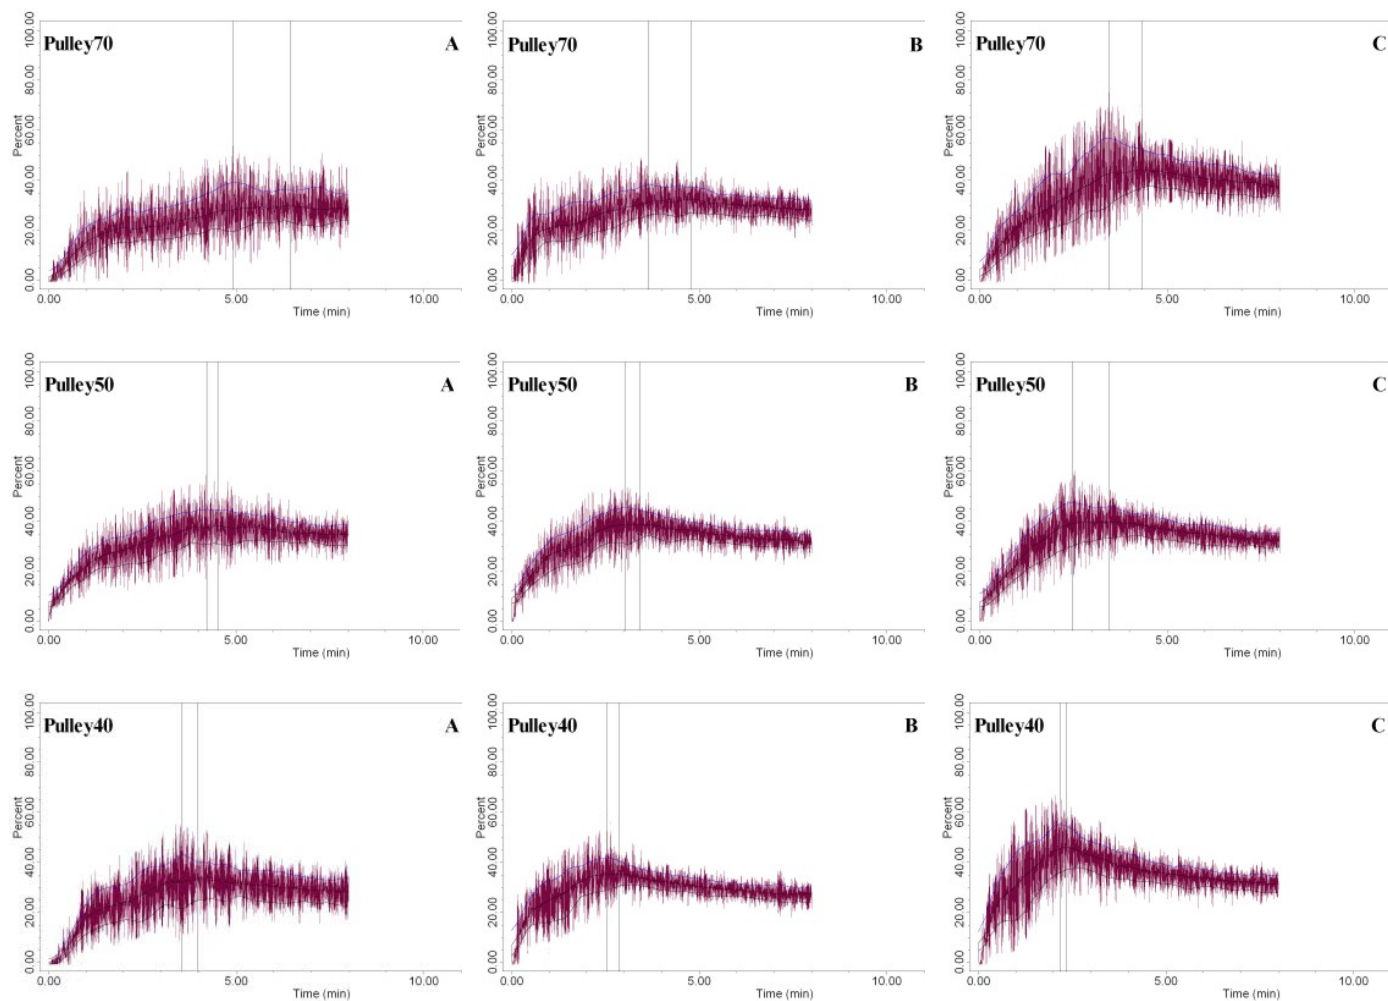 Pulley70 A
Percent
0.00 20.00 40.00 60.00 80.00 100.00
0.00 5.00 10.00
Time (min)
Pulley70 B
Percent
0.00 20.00 40.00 60.00 80.00 100.00
0.00 5.00 10.00
Time (min)
Pulley70 C
Percent
0.00 20.00 40.00 60.00 80.00 100.00
0.00 5.00 10.00
Time (min)
Pulley50 A
Percent
0.00 20.00 40.00 60.00 80.00 100.00
0.00 5.00 10.00
Time (min)
Pulley50 B
Percent
0.00 20.00 40.00 60.00 80.00 100.00
0.00 5.00 10.00
Time (min)
Pulley50 C
Percent
0.00 20.00 40.00 60.00 80.00 100.00
0.00 5.00 10.00
Time (min)
Pulley40 A
Percent
0.00 20.00 40.00 60.00 80.00 100.00
0.00 5.00 10.00
Time (min)
Pulley40 B
Percent
0.00 20.00 40.00 60.00 80.00 100.00
0.00 5.00 10.00
Time (min)
Pulley40 C
Percent
0.00 20.00 40.00 60.00 80.00 100.00
0.00 5.00 10.00
Time (min)